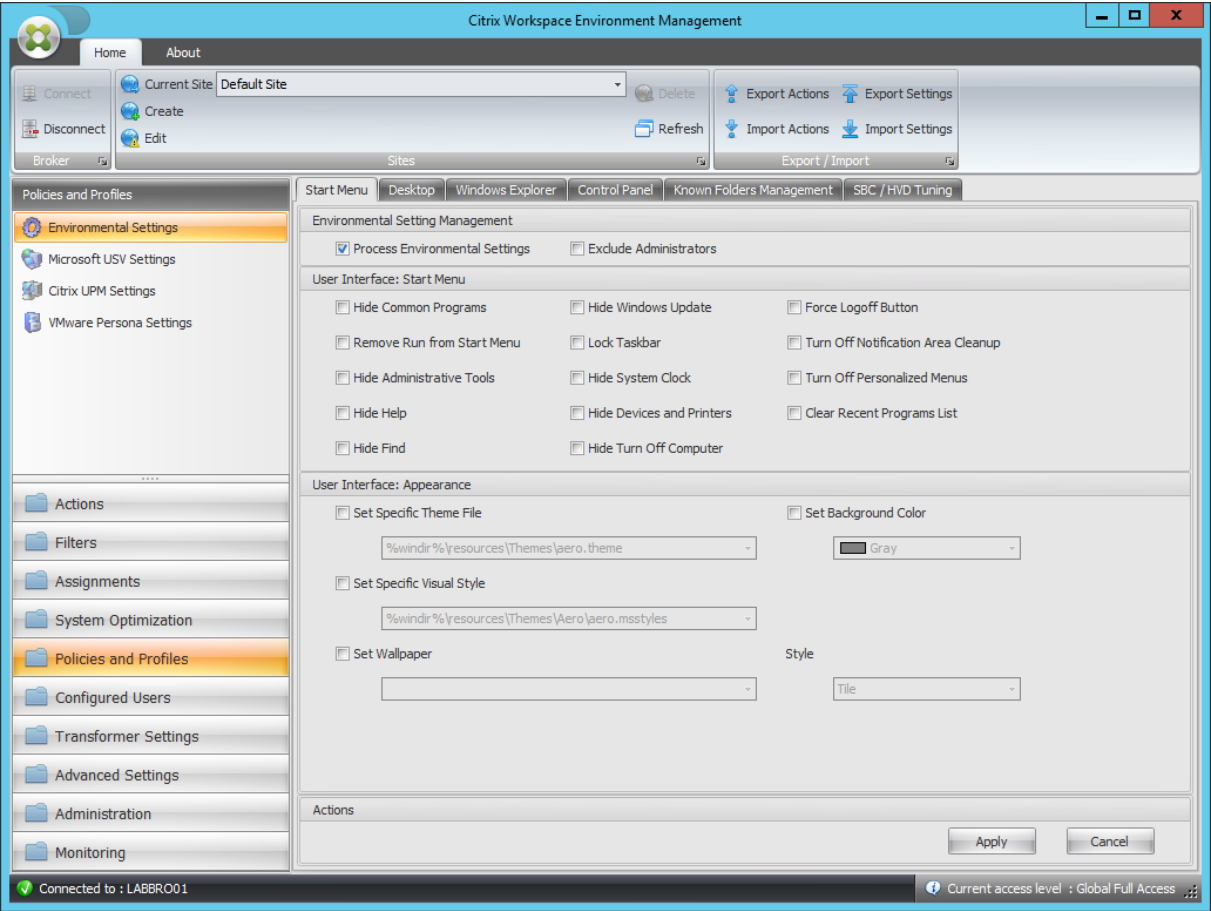 Citrix Workspace Environment Management
Home About
Connect
Disconnect
Broker
Current Site Default Site
Create
Edit
Delete
Refresh
Sites
Export Actions Export Settings
Import Actions Import Settings
Export / Import
Policies and Profiles
Environmental Settings
Microsoft USV Settings
Citrix UPM Settings
VMware Persona Settings
Actions
Filters
Assignments
System Optimization
Policies and Profiles
Configured Users
Transformer Settings
Advanced Settings
Administration
Monitoring
Start Menu Desktop Windows Explorer Control Panel Known Folders Management SBC / HVD Tuning
Environmental Setting Management
Process Environmental Settings Exclude Administrators
User Interface: Start Menu
Hide Common Programs Hide Windows Update Force Logoff Button
Remove Run from Start Menu Lock Taskbar Turn Off Notification Area Cleanup
Hide Administrative Tools Hide System Clock Turn Off Personalized Menus
Hide Help Hide Devices and Printers Clear Recent Programs List
Hide Find Hide Turn Off Computer
User Interface: Appearance
Set Specific Theme File Set Background Color
%windir%\resources\Themes\aero.theme Gray
Set Specific Visual Style
%windir%\resources\Themes\Aero\aero.msstyles
Set Wallpaper Style
Tile
Actions
Apply Cancel
Connected to : LABBRO01 Current access level : Global Full Access